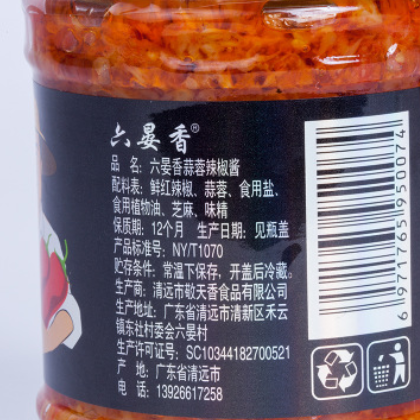 六晏香®
品 名：六晏香蒜蓉辣椒酱
配料表：鲜红辣椒、蒜蓉、食用盐、
食用植物油、芝麻、味精
保质期：12个月 生产日期：见瓶盖
产品标准号：NY/T1070
贮存条件：常温下保存，开盖后冷藏。
生产商：清远市敬天香食品有限公司
生产地址：广东省清远市清新区禾云
镇东社村委会六晏村
生产许可证号：SC10344182700521
产 地：广东省清远市
电 话：13926617258
6971765950074